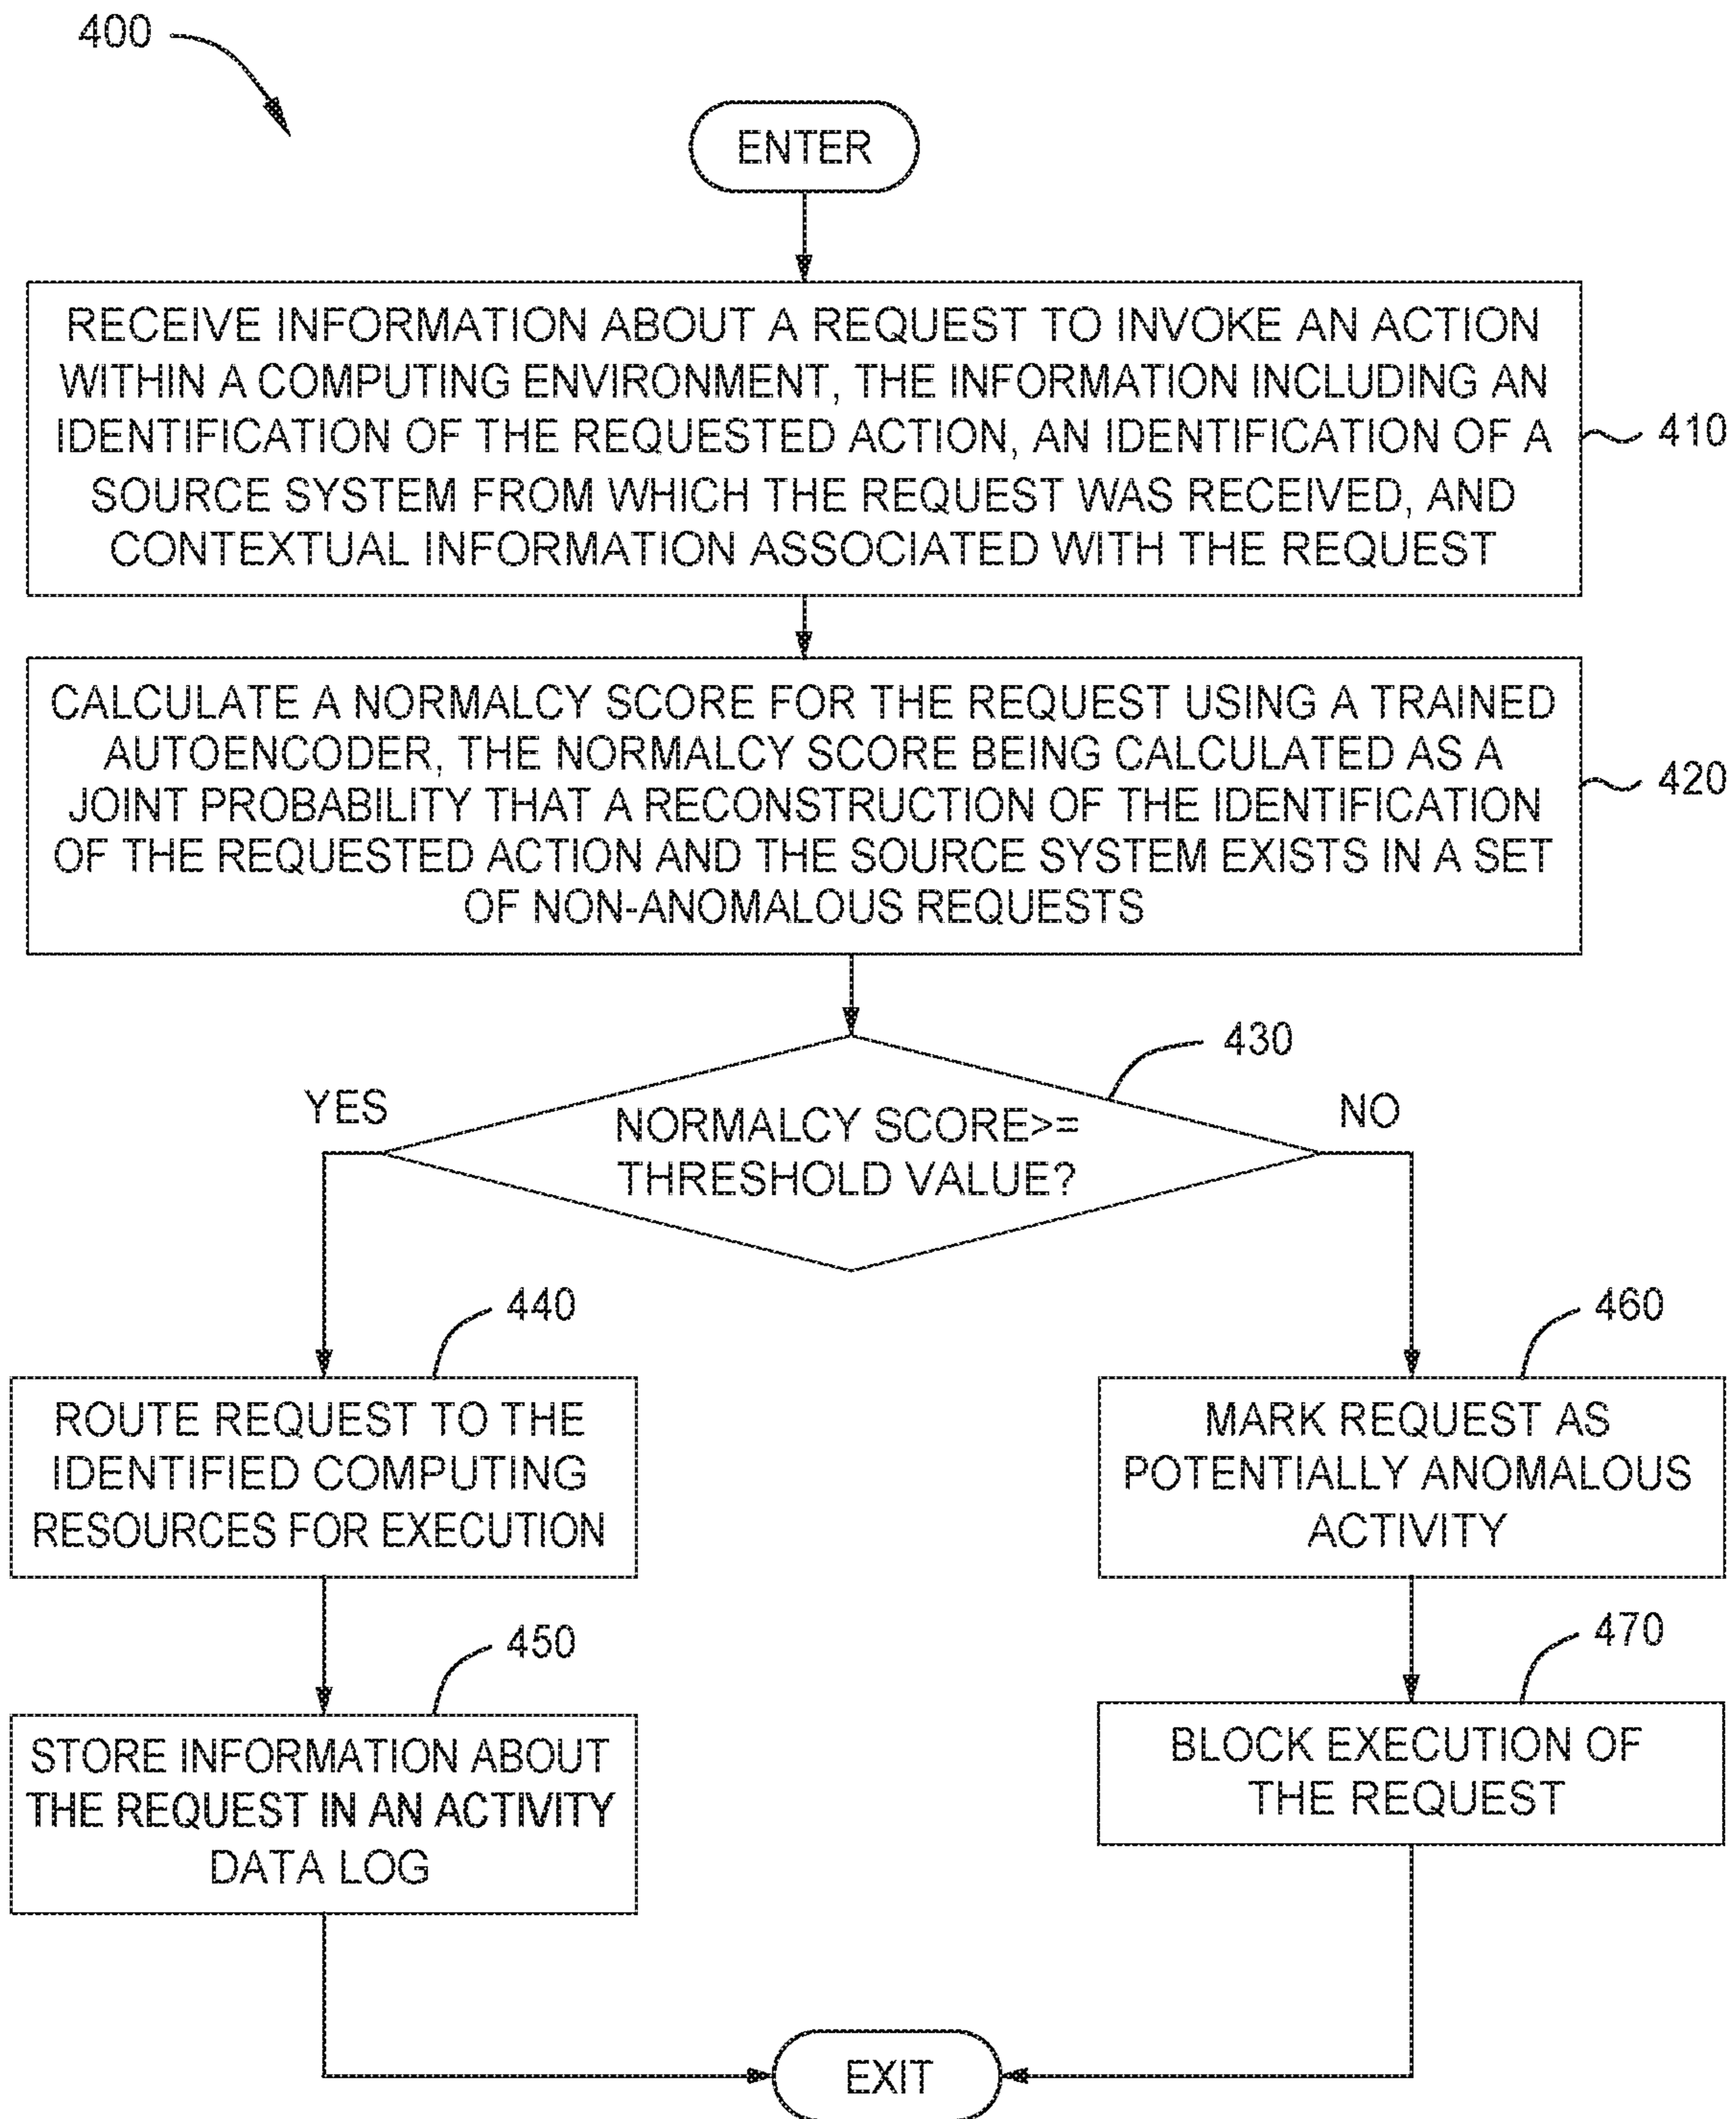 400
ENTER
RECEIVE INFORMATION ABOUT A REQUEST TO INVOKE AN ACTION
WITHIN A COMPUTING ENVIRONMENT, THE INFORMATION INCLUDING AN
IDENTIFICATION OF THE REQUESTED ACTION, AN IDENTIFICATION OF A
SOURCE SYSTEM FROM WHICH THE REQUEST WAS RECEIVED, AND
CONTEXTUAL INFORMATION ASSOCIATED WITH THE REQUEST
410
CALCULATE A NORMALCY SCORE FOR THE REQUEST USING A TRAINED
AUTOENCODER, THE NORMALCY SCORE BEING CALCULATED AS A
JOINT PROBABILITY THAT A RECONSTRUCTION OF THE IDENTIFICATION
OF THE REQUESTED ACTION AND THE SOURCE SYSTEM EXISTS IN A SET
OF NON-ANOMALOUS REQUESTS
420
430
YES
NORMALCY SCORE>=
THRESHOLD VALUE?
NO
440
ROUTE REQUEST TO THE
IDENTIFIED COMPUTING
RESOURCES FOR EXECUTION
460
MARK REQUEST AS
POTENTIALLY ANOMALOUS
ACTIVITY
450
STORE INFORMATION ABOUT
THE REQUEST IN AN ACTIVITY
DATA LOG
470
BLOCK EXECUTION OF
THE REQUEST
EXIT